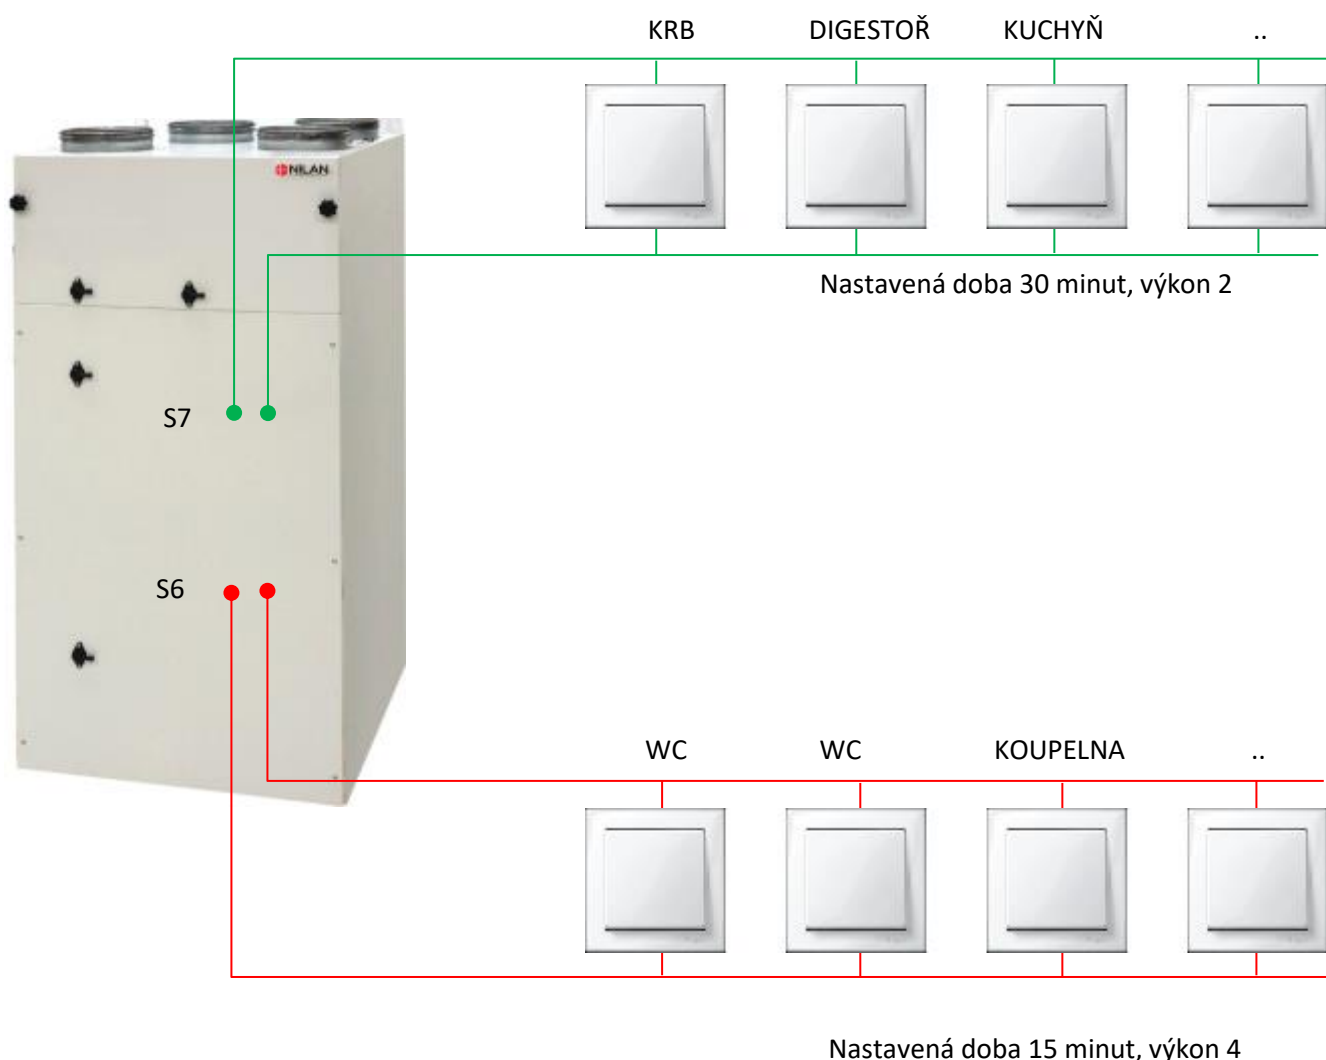 KRB DIGESTOŘ KUCHYŇ ..
NILAN
Nastavená doba 30 minut, výkon 2
S7
S6
WC WC KOUPELNA ..
Nastavená doba 15 minut, výkon 4